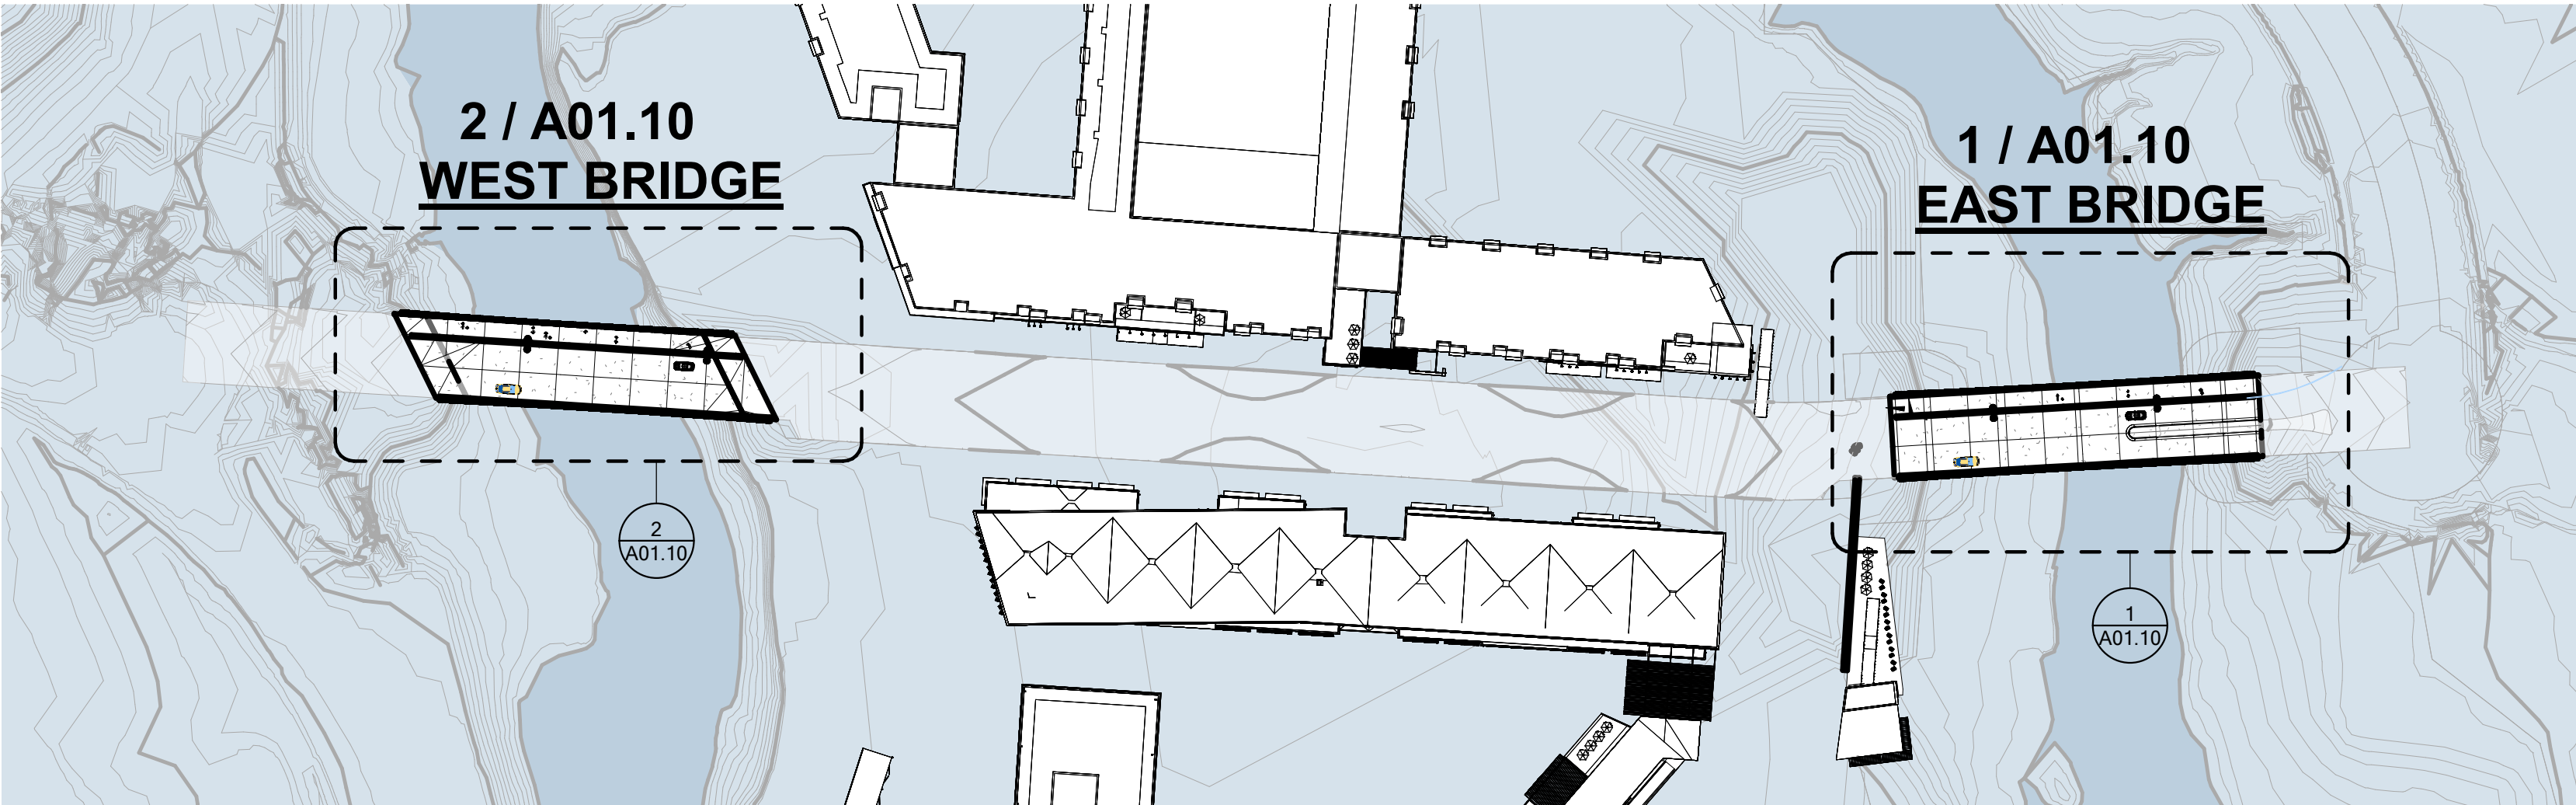 2 / A01.10
WEST BRIDGE
1 / A01.10
EAST BRIDGE
2
A01.10
1
A01.10